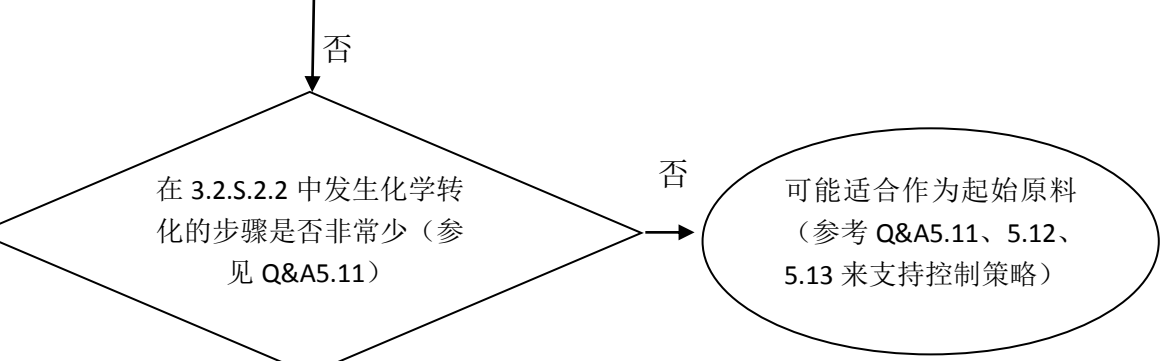 否
在 3.2.S.2.2 中发生化学转
化的步骤是否非常少（参
见 Q&A5.11）
否
可能适合作为起始原料
（参考 Q&A5.11、5.12、
5.13 来支持控制策略）